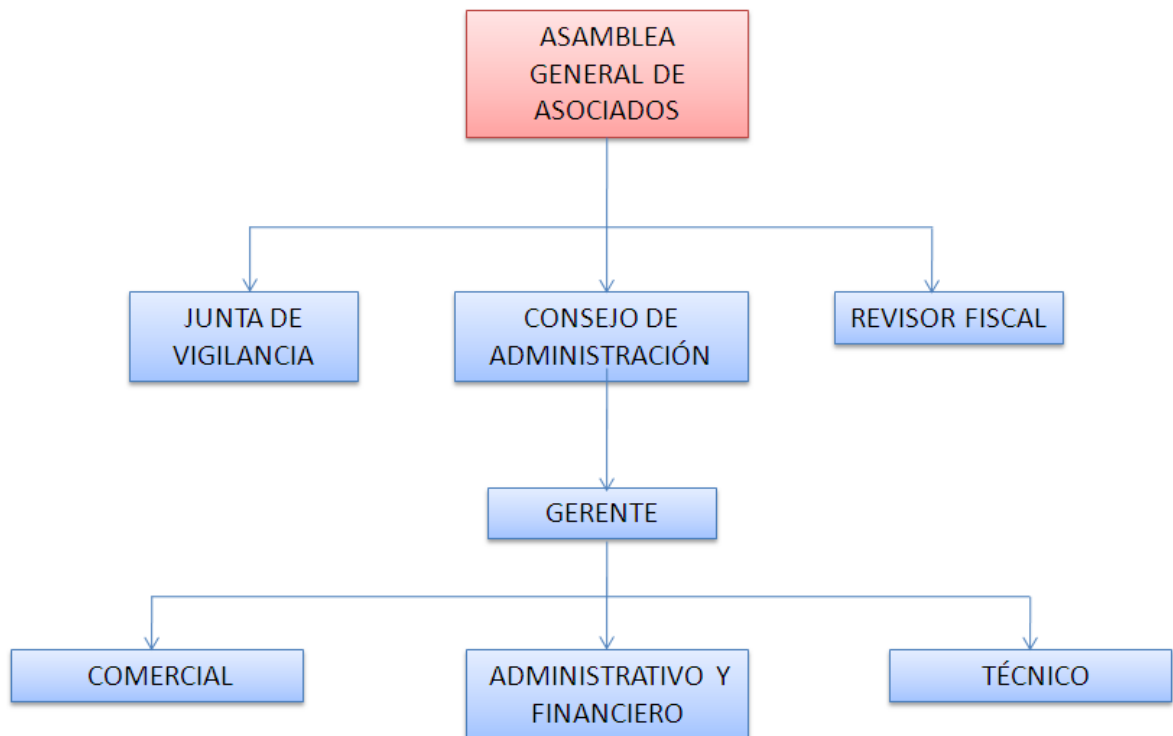 ASAMBLEA
GENERAL DE
ASOCIADOS
JUNTA DE
VIGILANCIA
CONSEJO DE
ADMINISTRACIÓN
REVISOR FISCAL
GERENTE
COMERCIAL
ADMINISTRATIVO Y
FINANCIERO
TÉCNICO